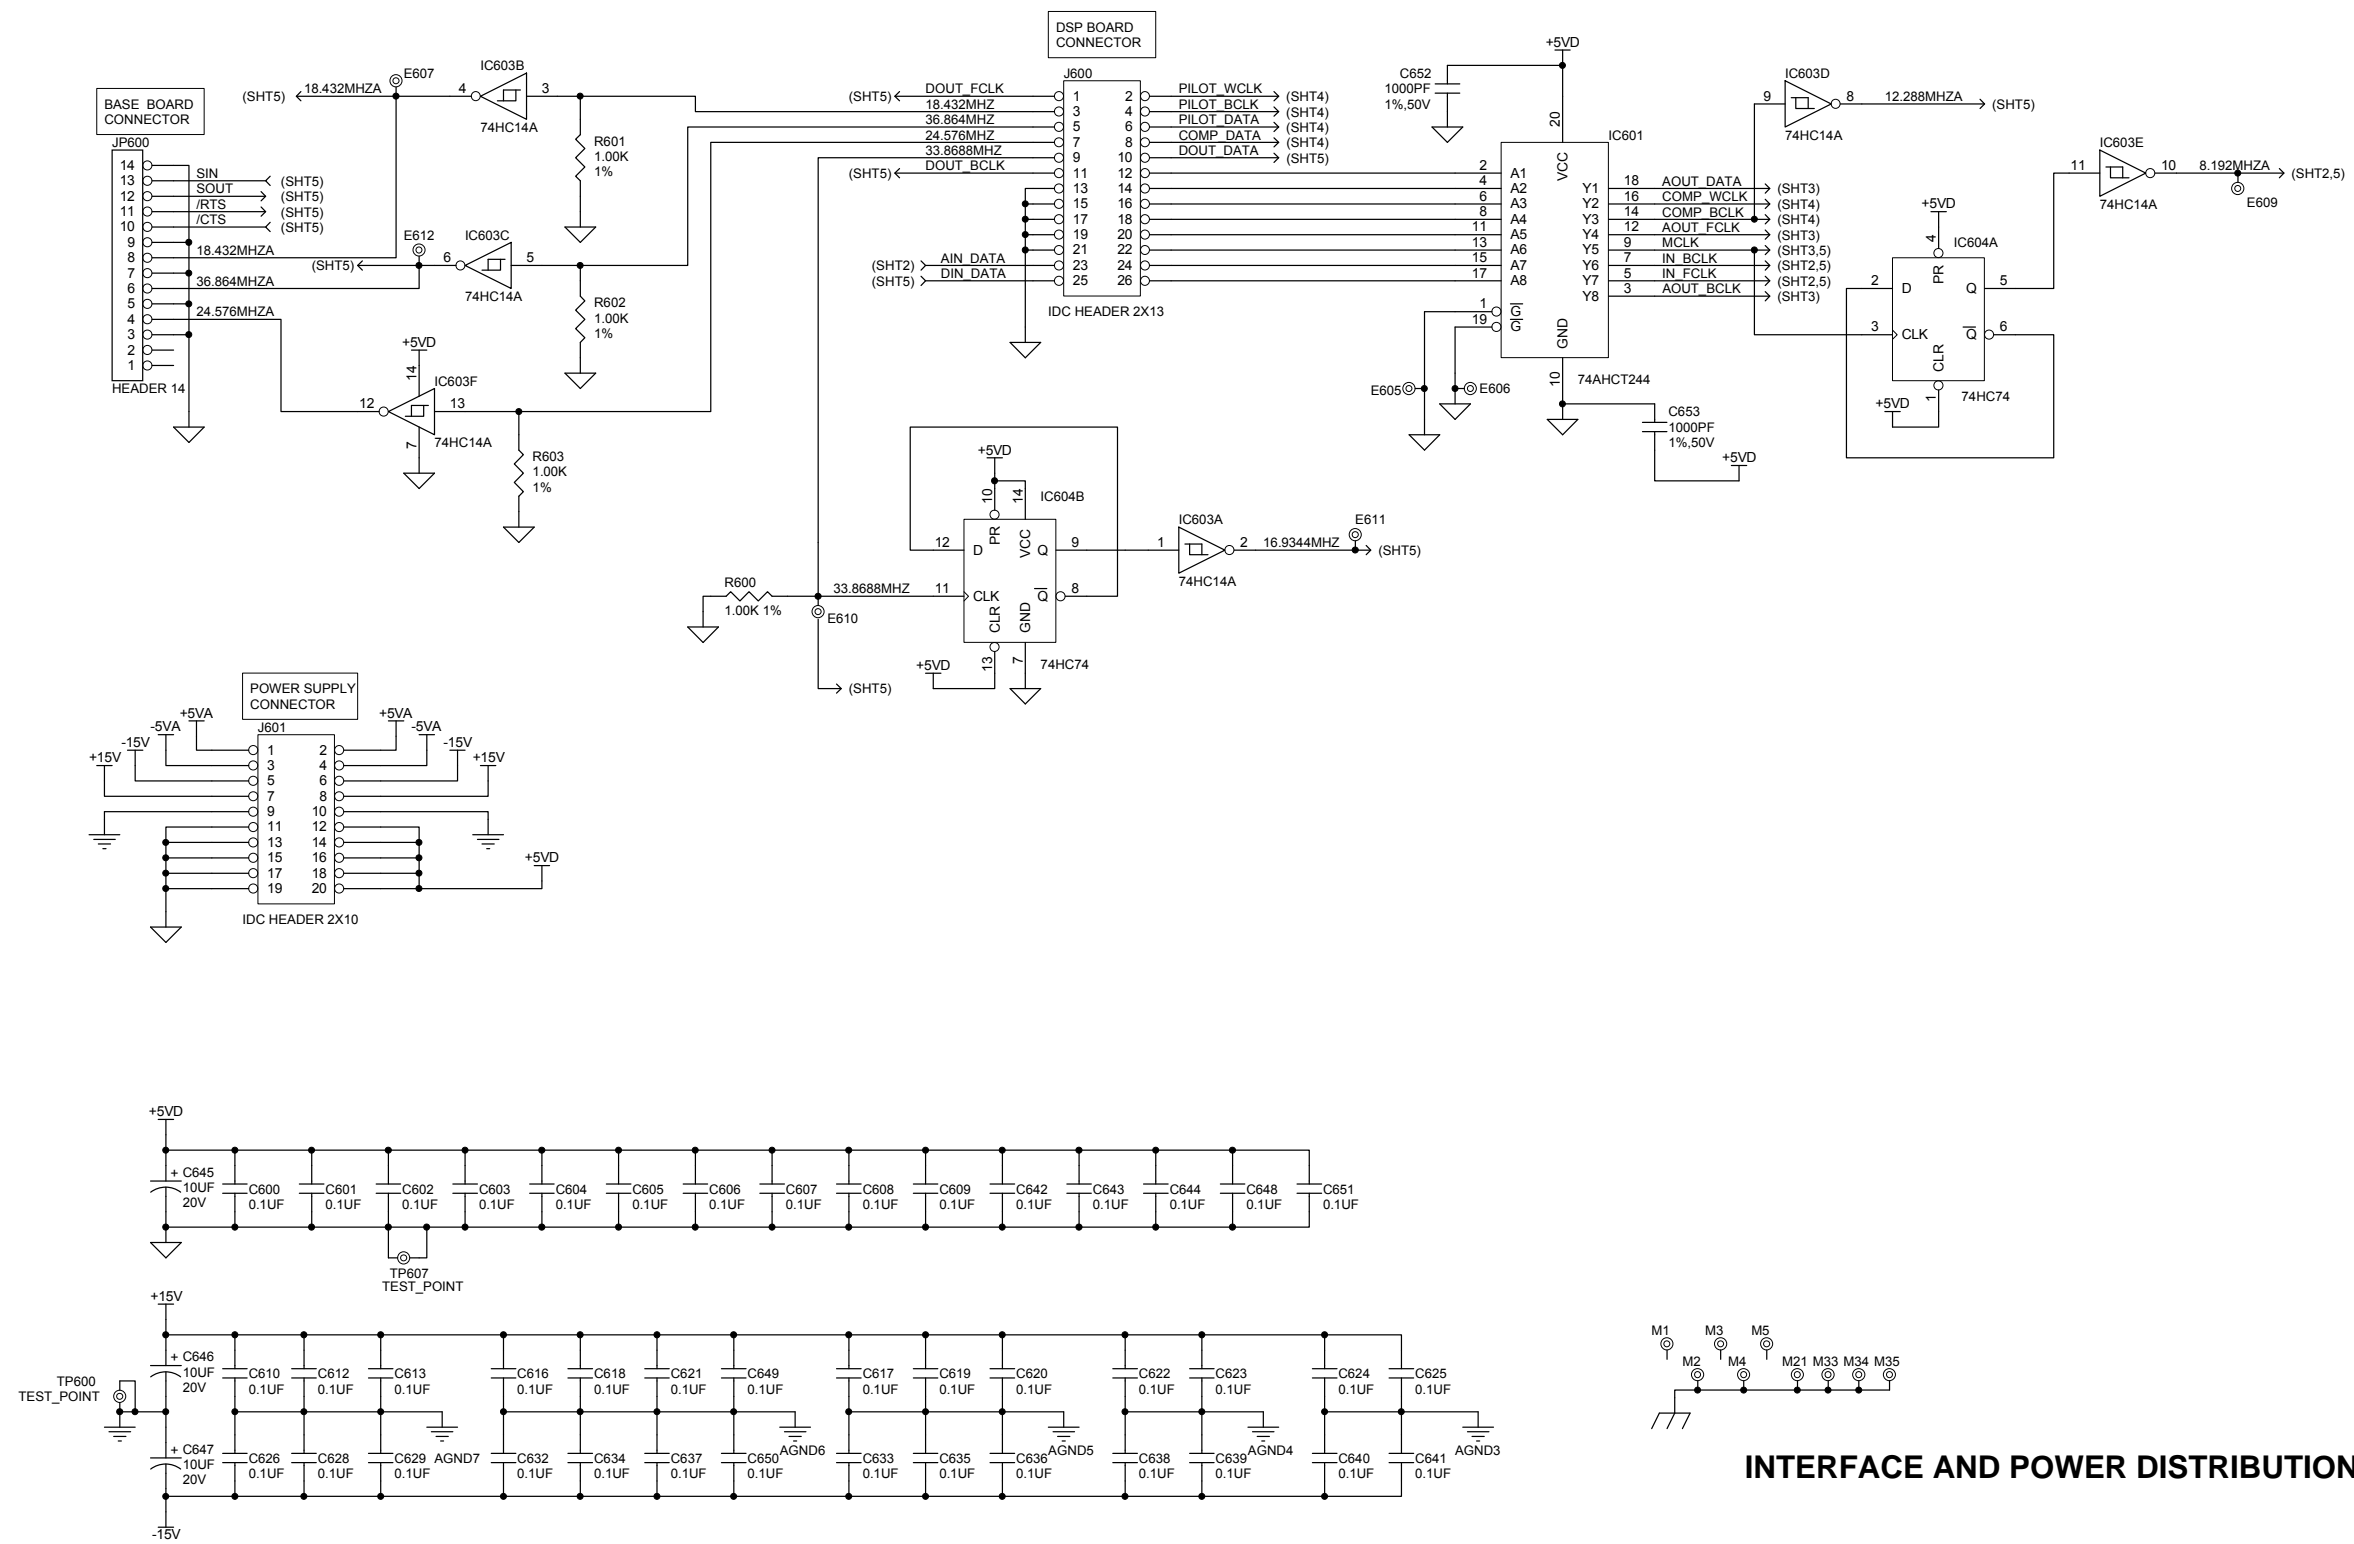 DSP BOARD
CONNECTOR
J600
DOUT_FCLK
18.432MHZ
36.864MHZ
24.576MHZ
33.8688MHZ
DOUT_BCLK
(SHT5)
(SHT5)
1
3
5
7
9
11
13
15
17
19
21
23
25
2
4
6
8
10
12
14
16
18
20
22
24
26
PILOT_WCLK (SHT4)
PILOT_BCLK (SHT4)
PILOT_DATA (SHT4)
COMP_DATA (SHT4)
DOUT_DATA (SHT5)
(SHT2) AIN_DATA
(SHT5) DIN_DATA
IDC HEADER 2X13
BASE BOARD
CONNECTOR
JP600
14
13 SIN (SHT5)
12 SOUT (SHT5)
11 /RTS (SHT5)
10 /CTS (SHT5)
9
8 18.432MHZA
7
6 36.864MHZA
5
4 24.576MHZA
3
2
1
HEADER 14
(SHT5) 18.432MHZA
E607
IC603B
4 3
74HC14A
R601
1.00K
1%
(SHT5)
E612
IC603C
6 5
74HC14A
R602
1.00K
1%
+5VD
14
IC603F
12 13
7
74HC14A
R603
1.00K
1%
+5VD
C652
1000PF
1%,50V
20
IC601
VCC
2 A1
4 A2
6 A3
8 A4
11 A5
13 A6
15 A7
17 A8
1 G
19 G
GND
10
Y1 18 AOUT_DATA (SHT3)
Y2 16 COMP_WCLK (SHT4)
Y3 14 COMP_BCLK (SHT4)
Y4 12 AOUT_FCLK (SHT3)
Y5 9 MCLK (SHT3,5)
Y6 7 IN_BCLK (SHT2,5)
Y7 5 IN_FCLK (SHT2,5)
Y8 3 AOUT_BCLK (SHT3)
E605
E606
74AHCT244
C653
1000PF
1%,50V
+5VD
IC603D
9 8 12.288MHZA (SHT5)
74HC14A
IC603E
11 10 8.192MHZA (SHT2,5)
74HC14A
E609
+5VD
4
IC604A
PR
2 D Q 5
3 CLK Q 6
CLR
1
+5VD
74HC74
+5VD
10 14
IC604B
PR VCC
12 D Q 9
11 CLK Q 8
CLR GND
13 7
+5VD
74HC74
R600
1.00K 1%
33.8688MHZ
E610
(SHT5)
IC603A
1 2 16.9344MHZ
E611
(SHT5)
74HC14A
POWER SUPPLY
CONNECTOR
J601
+5VA
-5VA
-15V
+15V
+5VA
-5VA
-15V
+15V
1 2
3 4
5 6
7 8
9 10
11 12
13 14
15 16
17 18
19 20
+5VD
IDC HEADER 2X10
+5VD
+ C645
10UF
20V
C600
0.1UF
C601
0.1UF
C602
0.1UF
C603
0.1UF
C604
0.1UF
C605
0.1UF
C606
0.1UF
C607
0.1UF
C608
0.1UF
C609
0.1UF
C642
0.1UF
C643
0.1UF
C644
0.1UF
C648
0.1UF
C651
0.1UF
TP607
TEST_POINT
+15V
+ C646
10UF
20V
TP600
TEST_POINT
C610
0.1UF
C612
0.1UF
C613
0.1UF
C616
0.1UF
C618
0.1UF
C621
0.1UF
C649
0.1UF
C617
0.1UF
C619
0.1UF
C620
0.1UF
C622
0.1UF
C623
0.1UF
C624
0.1UF
C625
0.1UF
+ C647
10UF
20V
C626
0.1UF
C628
0.1UF
C629
0.1UF
AGND7
C632
0.1UF
C634
0.1UF
C637
0.1UF
C650
0.1UF
AGND6
C633
0.1UF
C635
0.1UF
C636
0.1UF
AGND5
C638
0.1UF
C639
0.1UF
AGND4
C640
0.1UF
C641
0.1UF
AGND3
-15V
M1 M3 M5
M2 M4 M21 M33 M34 M35
INTERFACE AND POWER DISTRIBUTION